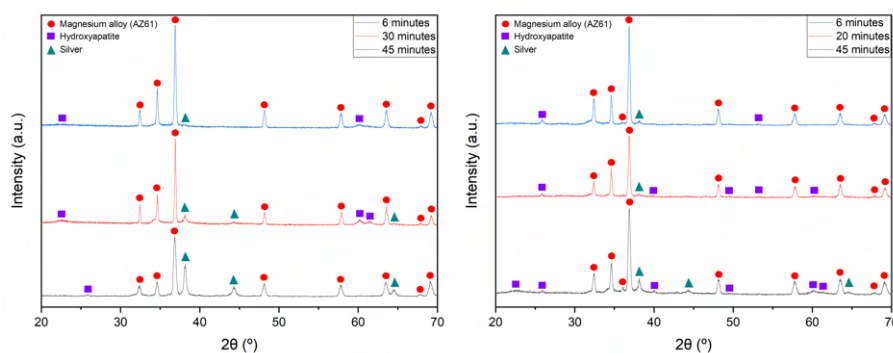 Magnesium alloy (AZ61)
Hydroxyapatite
Silver
6 minutes
30 minutes
45 minutes
Intensity (a.u.)
20 30 40 50 60 70
2θ (º)
Magnesium alloy (AZ61)
Hydroxyapatite
Silver
6 minutes
20 minutes
45 minutes
Intensity (a.u.)
20 30 40 50 60 70
2θ (º)